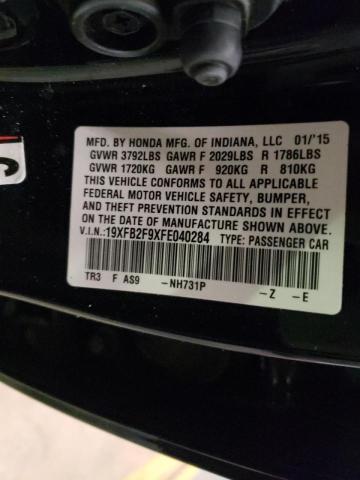 MFD. BY HONDA MFG. OF INDIANA, LLC 01/'15
GVWR 3792LBS GAWR F 2029LBS R 1786LBS
GVWR 1720KG GAWR F 920KG R 810KG
THIS VEHICLE CONFORMS TO ALL APPLICABLE
FEDERAL MOTOR VEHICLE SAFETY, BUMPER,
AND THEFT PREVENTION STANDARDS IN EFFECT
ON THE DATE OF MANUFACTURE SHOWN ABOVE.
V.I.N.:19XFB2F9XFE040284 TYPE: PASSENGER CAR
TR3 F AS9 -NH731P -Z -E